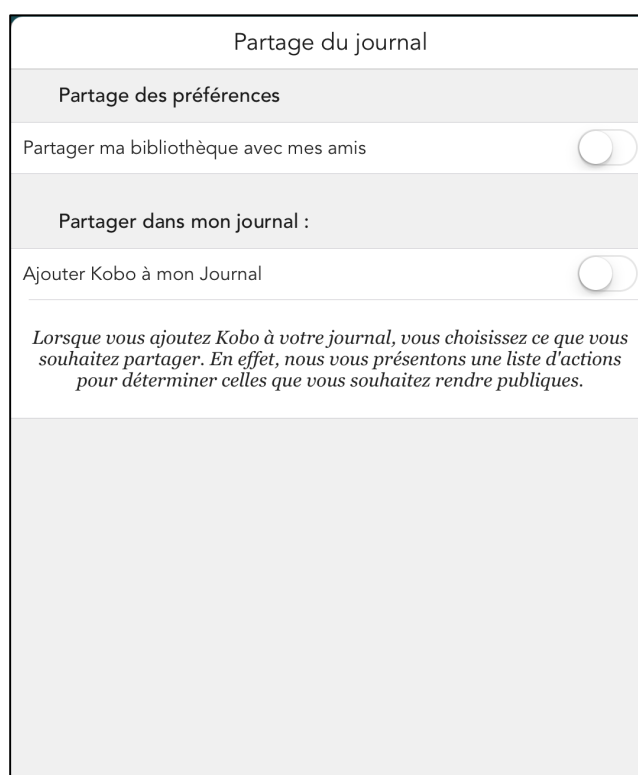 Partage du journal
Partage des préférences
Partager ma bibliothèque avec mes amis
Partager dans mon journal :
Ajouter Kobo à mon Journal
Lorsque vous ajoutez Kobo à votre journal, vous choisissez ce que vous
souhaitez partager. En effet, nous vous présentons une liste d'actions
pour déterminer celles que vous souhaitez rendre publiques.